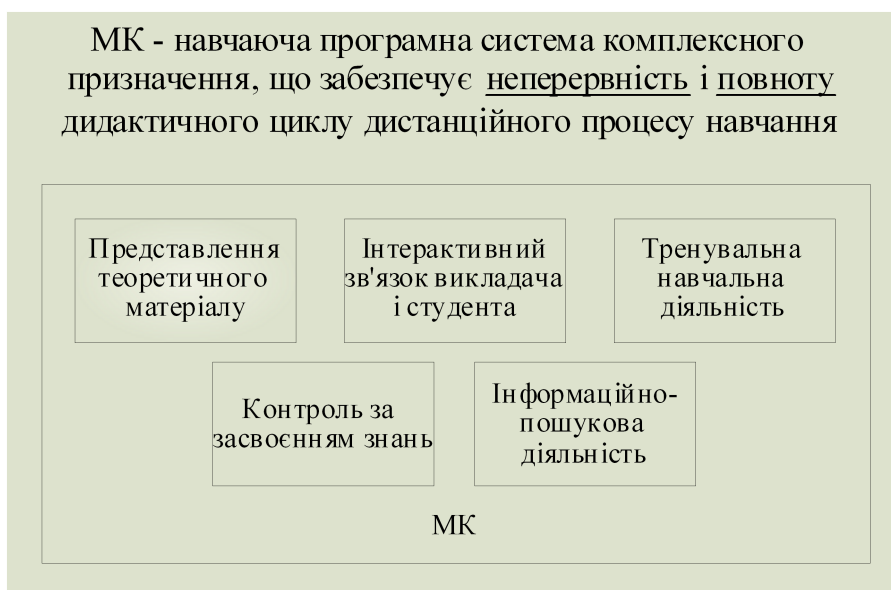 МК - навчаюча програмна система комплексного
призначення, що забезпечує неперервність і повноту
дидактичного циклу дистанційного процесу навчання
Представлення
теоретичного
матеріалу
Інтерактивний
зв'язок викладача
і студента
Тренувальна
навчальна
діяльність
Контроль за
засвоєнням знань
Інформаційно-
пошукова
діяльність
МК